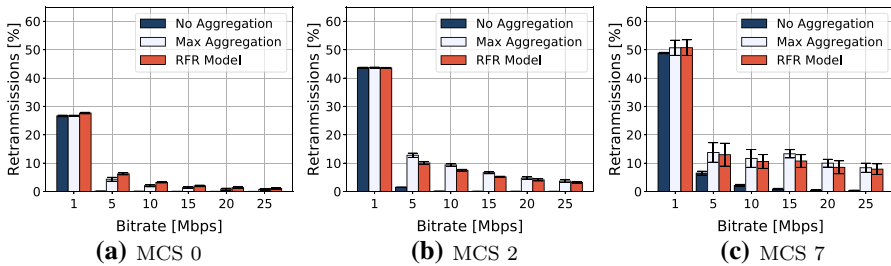 Retranmsissions [%]
60
50
40
30
20
10
0
No Aggregation
Max Aggregation
RFR Model
1
5
10
15
20
25
Bitrate [Mbps]
(a) MCS 0
Retranmsissions [%]
60
50
40
30
20
10
0
No Aggregation
Max Aggregation
RFR Model
1
5
10
15
20
25
Bitrate [Mbps]
(b) MCS 2
Retranmsissions [%]
60
50
40
30
20
10
0
No Aggregation
Max Aggregation
RFR Model
1
5
10
15
20
25
Bitrate [Mbps]
(c) MCS 7